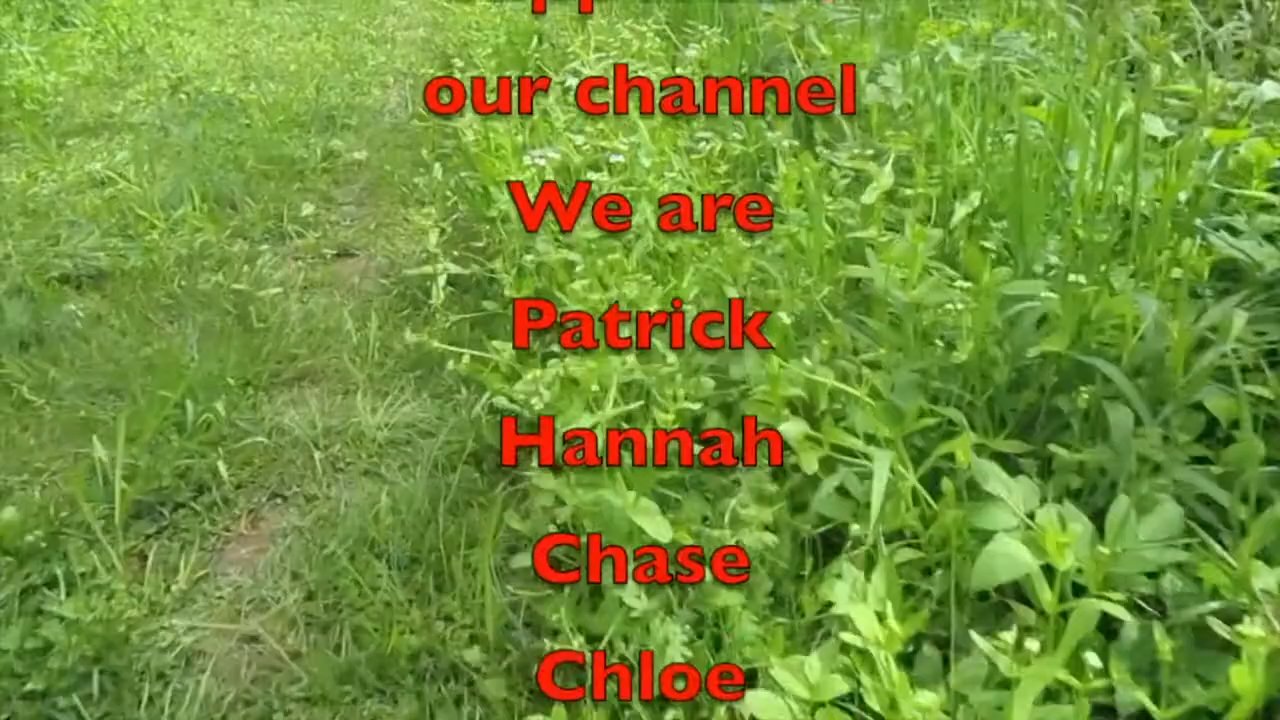 our channel
We are
Patrick
Hannah
Chase
Chloe